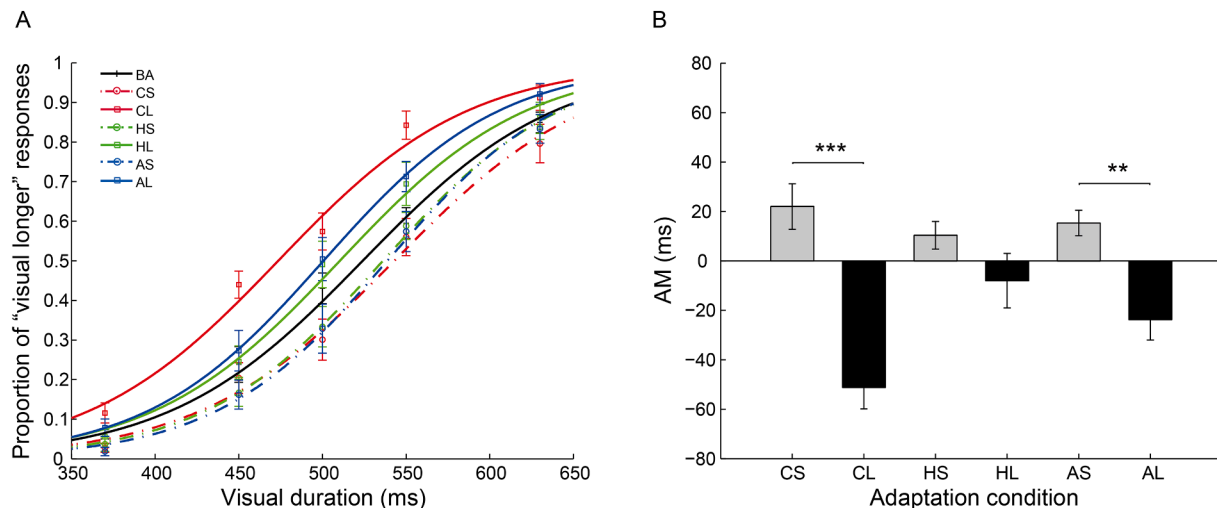 A
Proportion of “visual longer” responses
1
0.9
0.8
0.7
0.6
0.5
0.4
0.3
0.2
0.1
0
BA
CS
CL
HS
HL
AS
AL
350 400 450 500 550 600 650
Visual duration (ms)
B
AM (ms)
80
60
40
20
0
−20
−40
−60
−80
***
**
CS CL HS HL AS AL
Adaptation condition